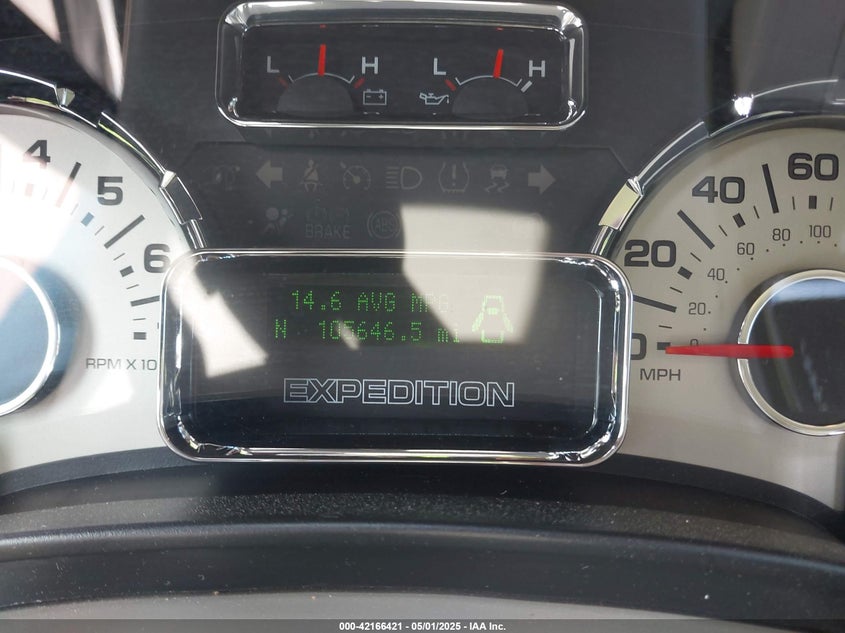 L H
L H
4
5
6
BRAKE
ABS
RPM X 10
14.6 AVG MPG
N 105646.5 mi
EXPEDITION
60
40
20
0
100
80
60
40
20
0
MPH
000-42166421 - 05/01/2025 - IAA Inc.